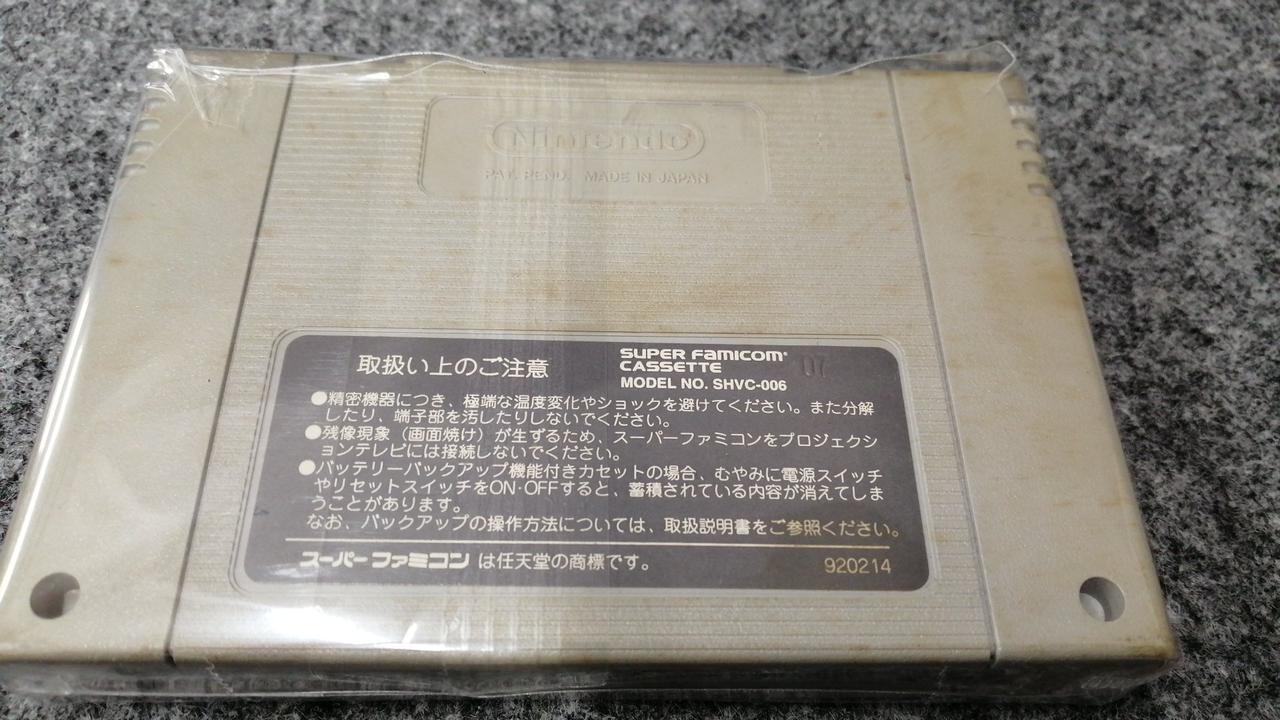 Nintendo
PAT. PEND. MADE IN JAPAN
取扱い上のご注意
SUPER FAMICOM
CASSETTE
MODEL NO. SHVC-006
07
●精密機器につき、極端な温度変化やショックを避けてください。また分解
したり、端子部を汚したりしないでください。
●残像現象（画面焼け）が生ずるため、スーパーファミコンをプロジェクシ
ョンテレビには接続しないでください。
●バッテリーバックアップ機能付きカセットの場合、むやみに電源スイッチ
やリセットスイッチをON·OFFすると、蓄積されている内容が消えてしま
うことがあります。
なお、バックアップの操作方法については、取扱説明書をご参照ください。
スーパーファミコン は任天堂の商標です。
920214